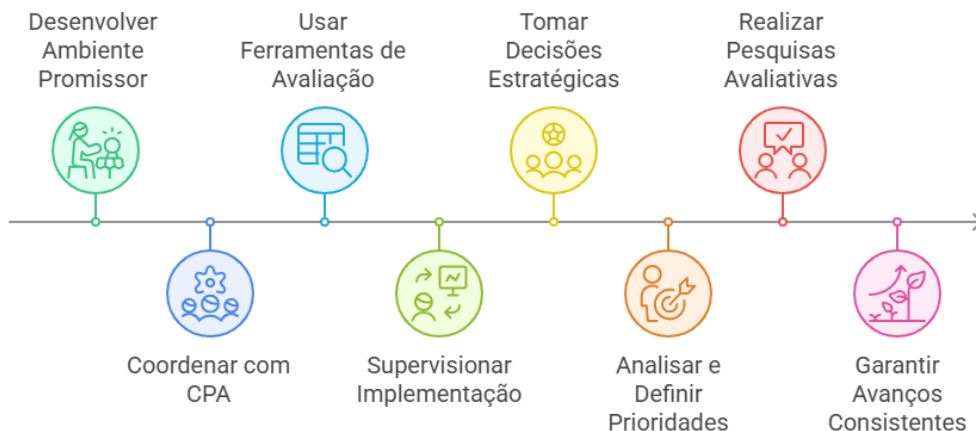 Desenvolver
Ambiente
Promissor
Usar
Ferramentas de
Avaliação
Tomar
Decisões
Estratégicas
Realizar
Pesquisas
Avaliativas
Coordenar com
CPA
Supervisionar
Implementação
Analisar e
Definir
Prioridades
Garantir
Avanços
Consistentes